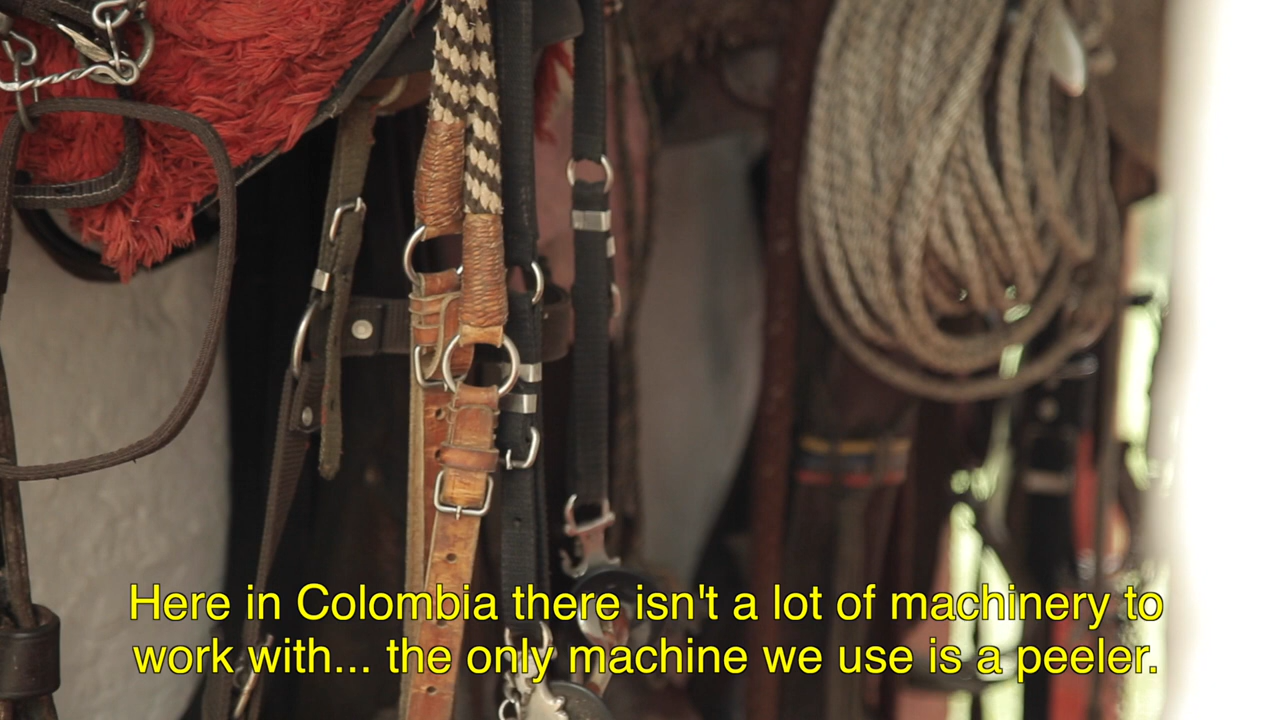 Here in Colombia there isn't a lot of machinery to
work with... the only machine we use is a peeler.